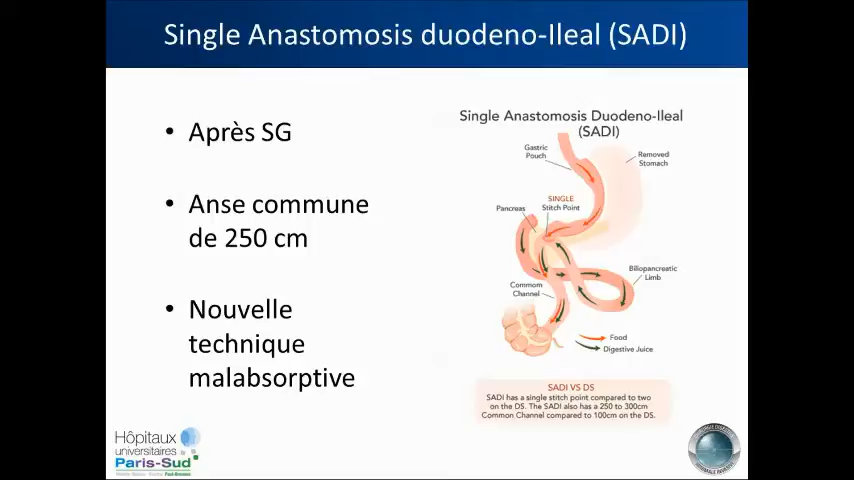 Single Anastomosis duodeno-Ileal (SADI)
• Après SG
• Anse commune
de 250 cm
• Nouvelle
technique
malabsorptive
Single Anastomosis Duodeno-Ileal
(SADI)
Gastric
Pouch
Removed
Stomach
SINGLE
Stitch Point
Pancreas
Biliopancreatic
Limb
Commom
Channel
Food
Digestive Juice
SADI VS DS
SADI has a single stitch point compared to two
on the DS. The SADI also has a 250 to 300cm
Common Channel compared to 100cm on the DS.
Hôpitaux
universitaires
Paris-Sud